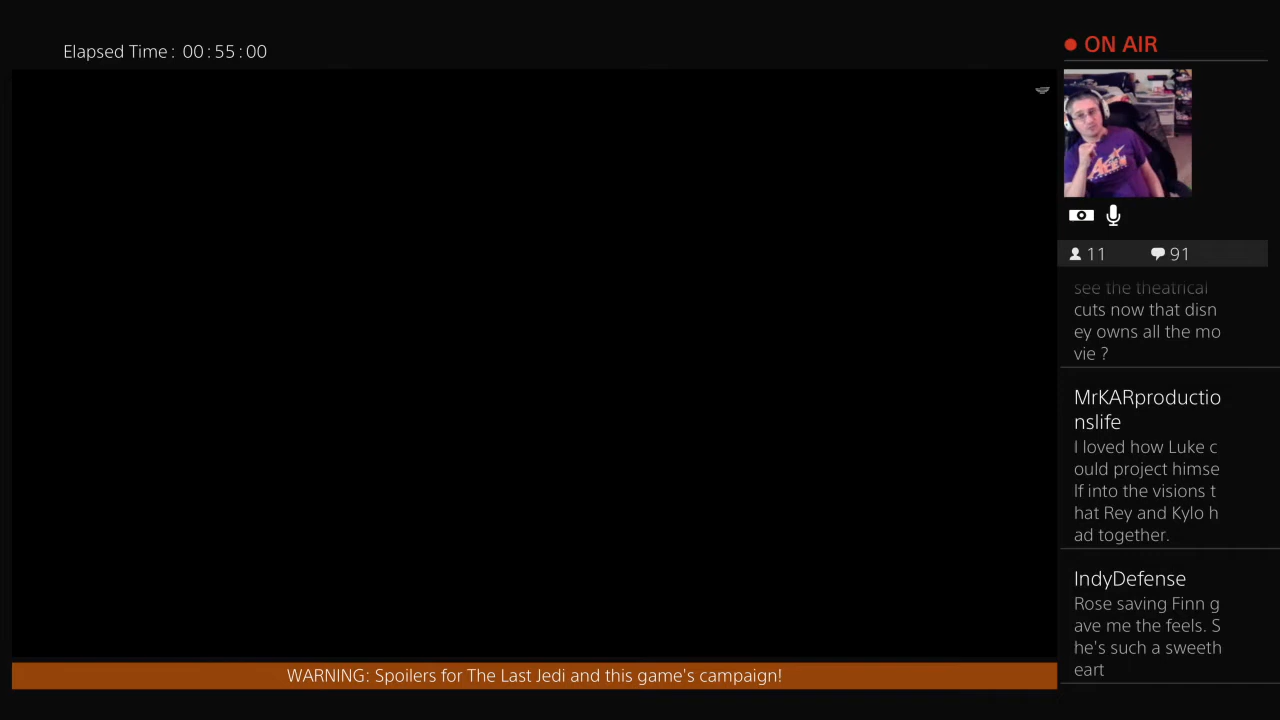 Elapsed Time: 00:55:00
ON AIR
11 91
see the theatrical
cuts now that disn
ey owns all the mo
vie ?
MrKARproductio
nslife
I loved how Luke c
ould project himse
lf into the visions t
hat Rey and Kylo h
ad together.
IndyDefense
Rose saving Finn g
ave me the feels. S
he's such a sweeth
eart
WARNING: Spoilers for The Last Jedi and this game's campaign!